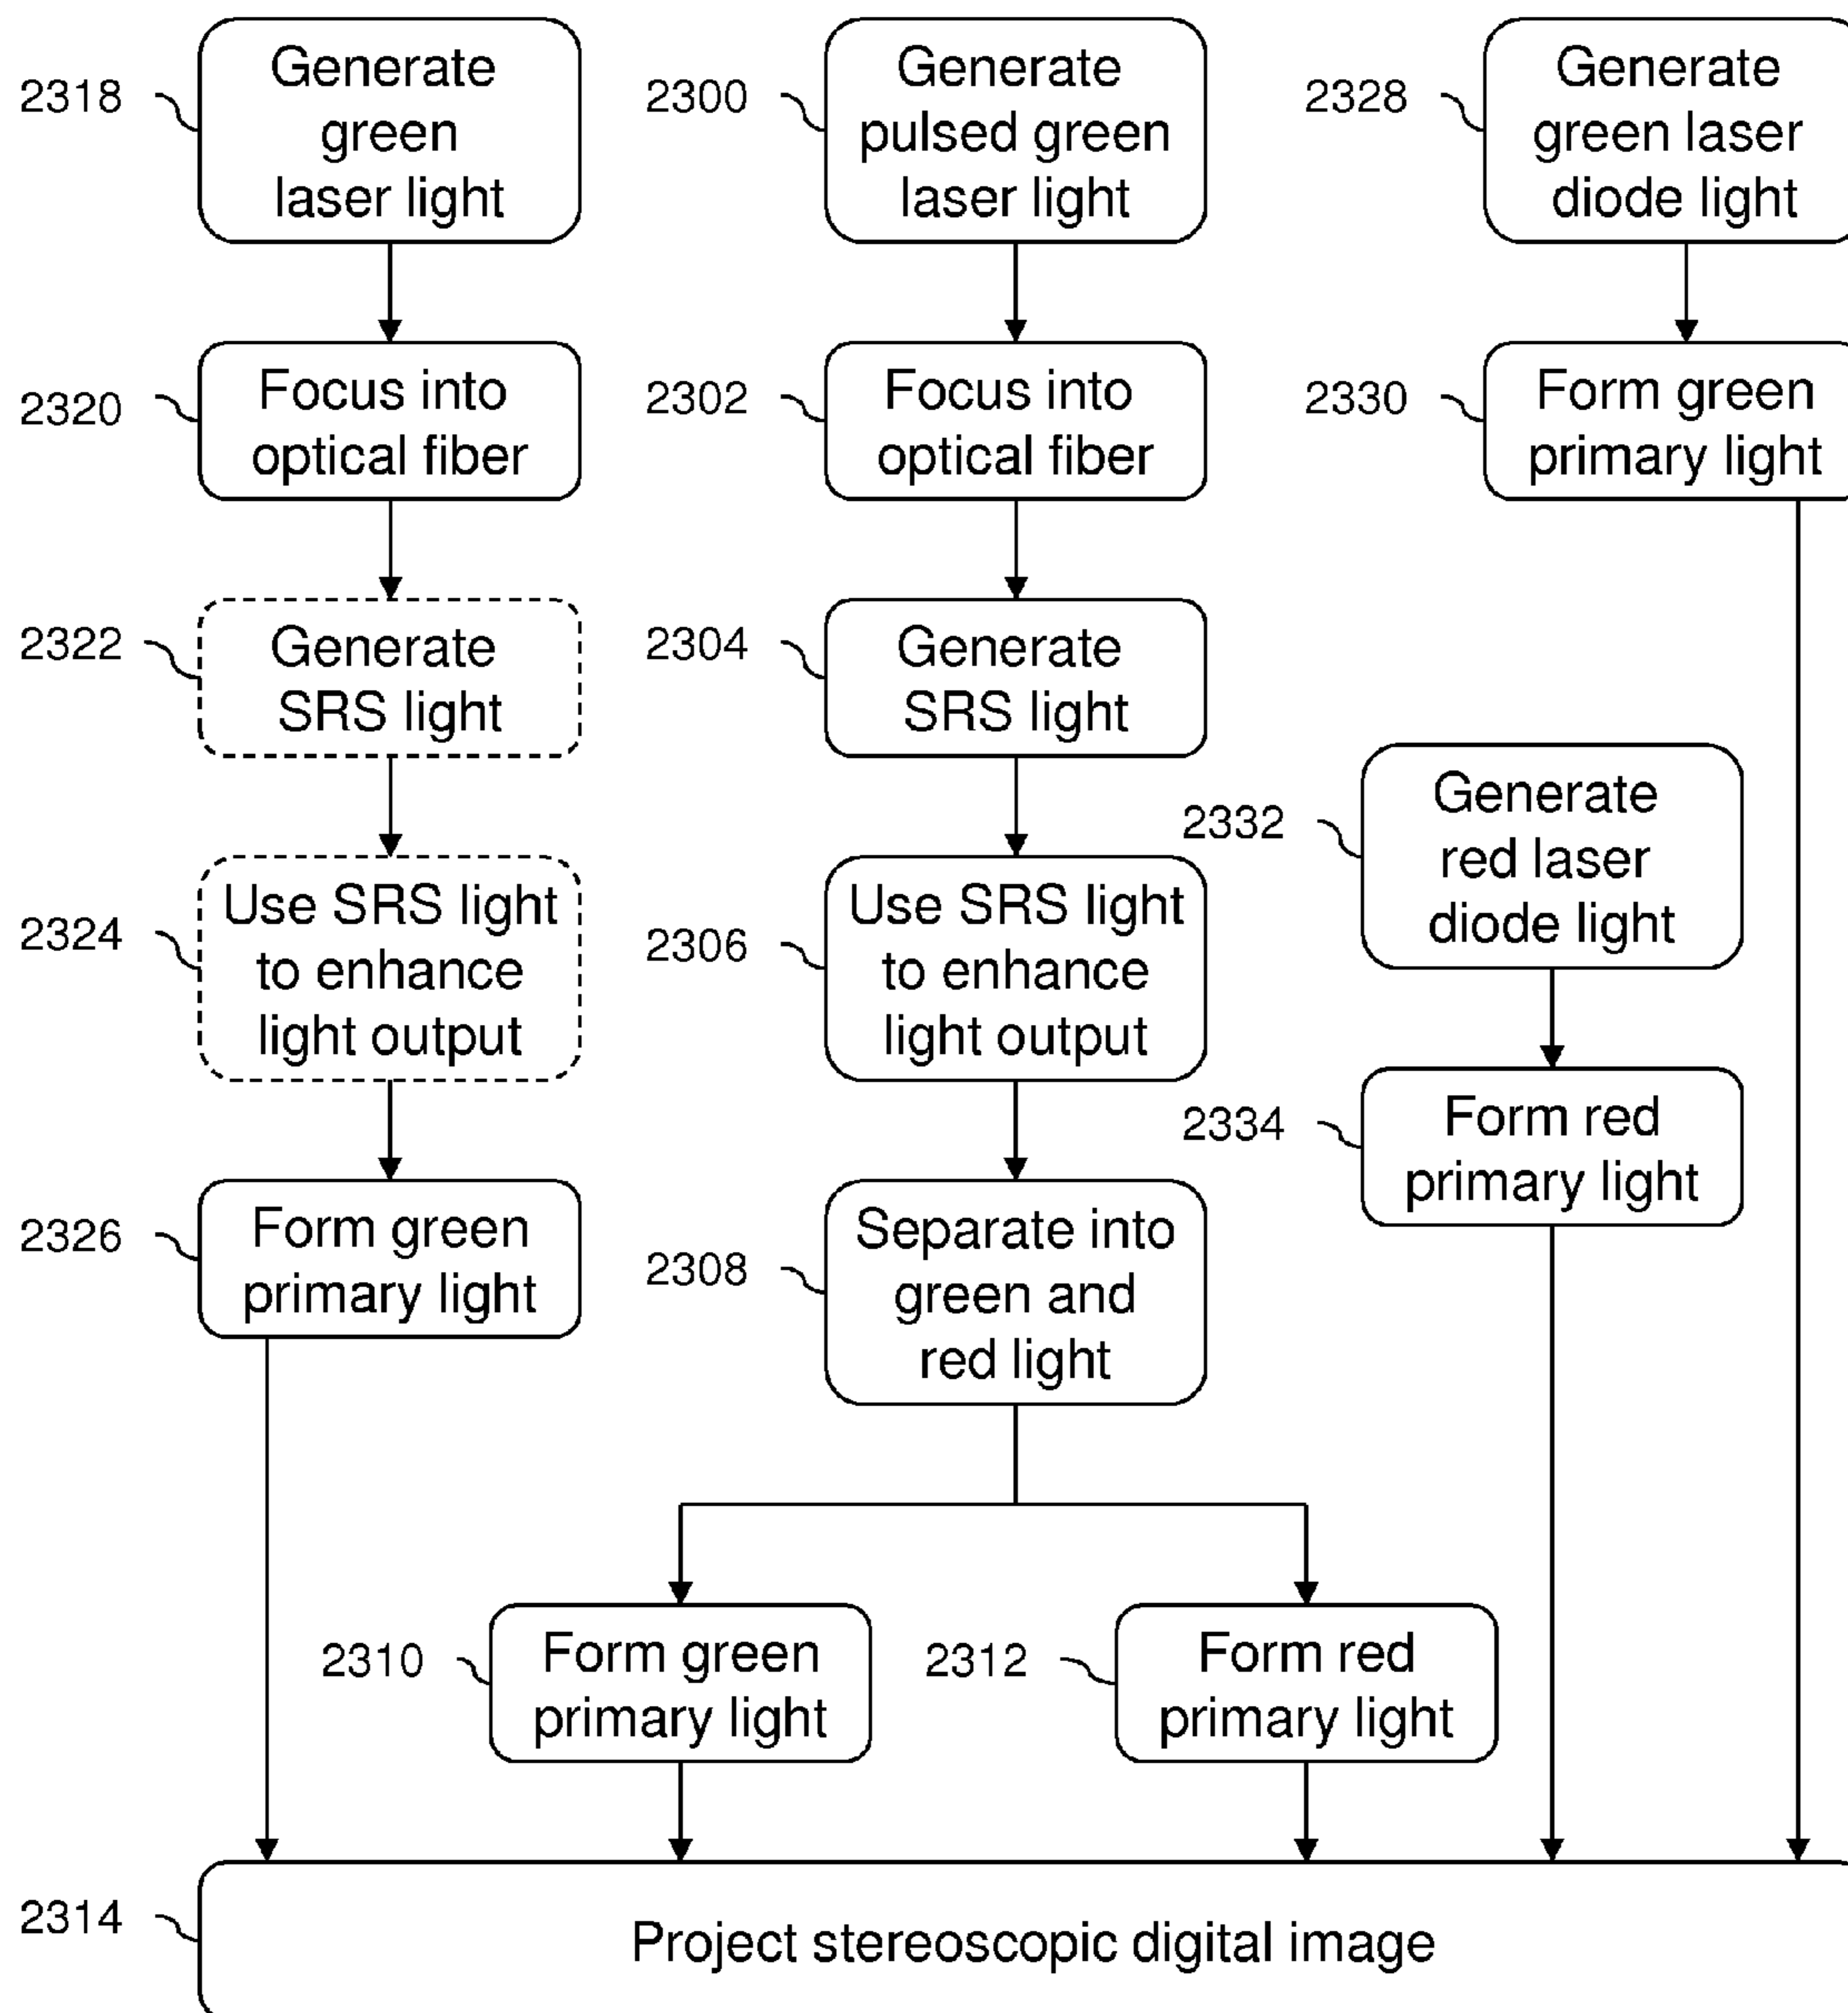 2318
Generate
green
laser light
2300
Generate
pulsed green
laser light
2328
Generate
green laser
diode light
2320
Focus into
optical fiber
2302
Focus into
optical fiber
2330
Form green
primary light
2322
Generate
SRS light
2304
Generate
SRS light
2332
Generate
red laser
diode light
2324
Use SRS light
to enhance
light output
2306
Use SRS light
to enhance
light output
2334
Form red
primary light
2326
Form green
primary light
2308
Separate into
green and
red light
2310
Form green
primary light
2312
Form red
primary light
2314
Project stereoscopic digital image